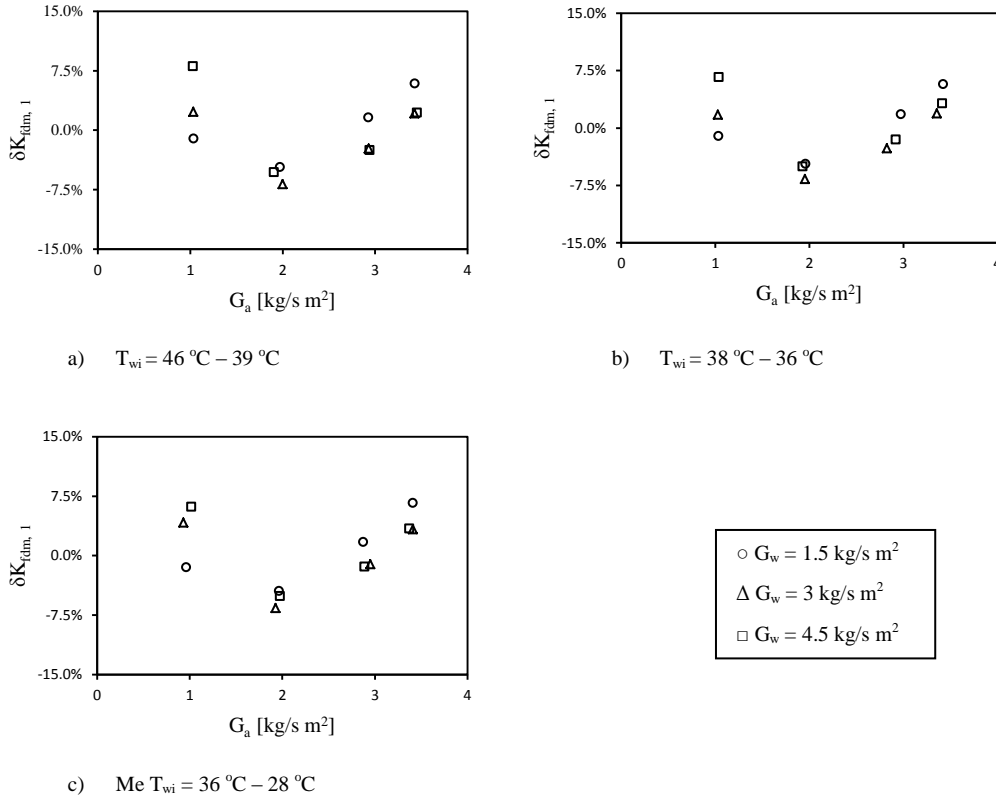 15.0%
7.5%
0.0%
-7.5%
-15.0%
δK_fdm, 1
0 1 2 3 4
G_a [kg/s m²]
a) T_wi = 46 °C – 39 °C
15.0%
7.5%
0.0%
-7.5%
-15.0%
δK_fdm, 1
0 1 2 3 4
G_a [kg/s m²]
b) T_wi = 38 °C – 36 °C
15.0%
7.5%
0.0%
-7.5%
-15.0%
δK_fdm, 1
0 1 2 3 4
G_a [kg/s m²]
c) Me T_wi = 36 °C – 28 °C
○ G_w = 1.5 kg/s m²
Δ G_w = 3 kg/s m²
□ G_w = 4.5 kg/s m²